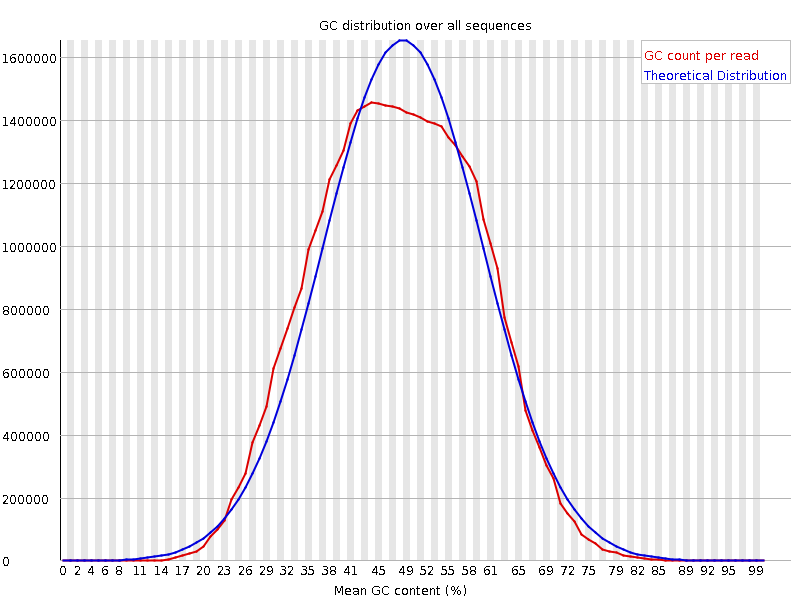 GC distribution over all sequences
GC count per read
Theoretical Distribution
1600000
1400000
1200000
1000000
800000
600000
400000
200000
0
0 2 4 6 8 11 14 17 20 23 26 29 32 35 38 41 45 49 52 55 58 61 65 69 72 75 79 82 85 89 92 95 99
Mean GC content (%)